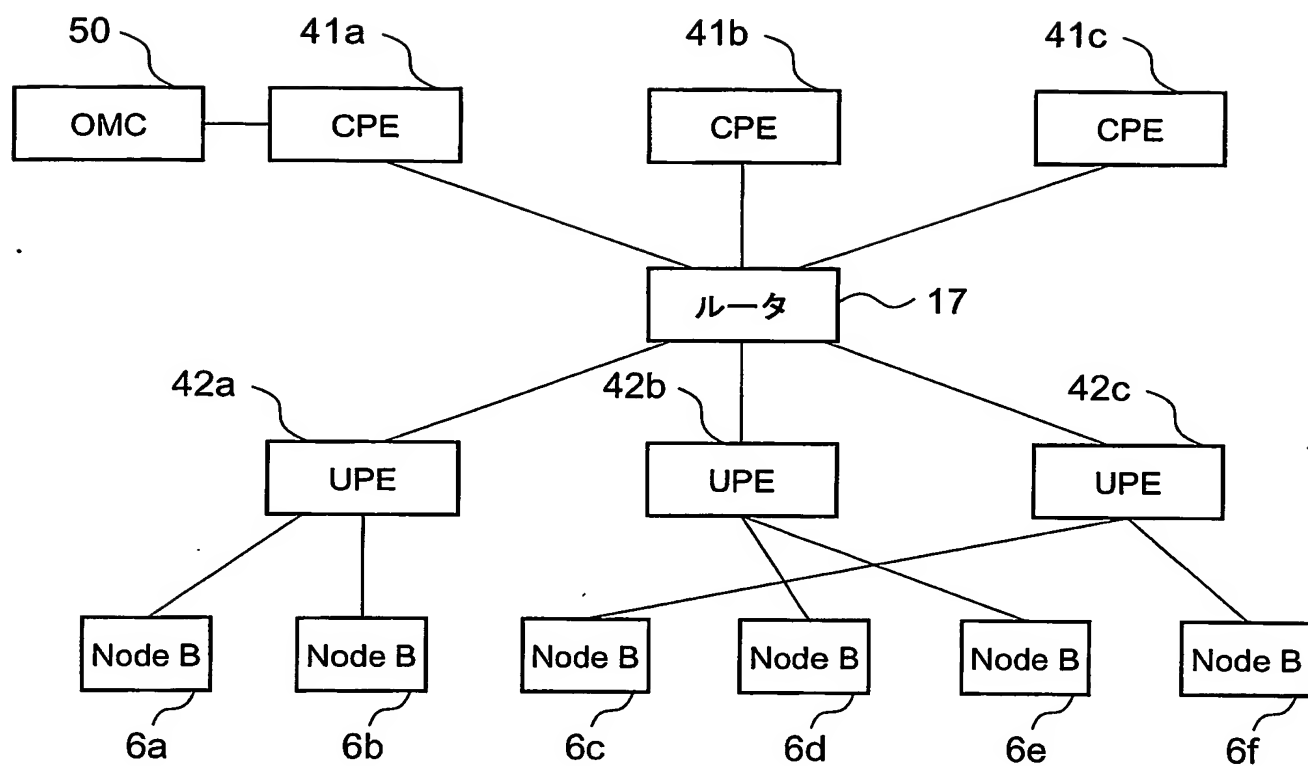 50
41a
41b
41c
OMC
CPE
CPE
CPE
ルータ
17
42a
42b
42c
UPE
UPE
UPE
Node B
Node B
Node B
Node B
Node B
Node B
6a
6b
6c
6d
6e
6f